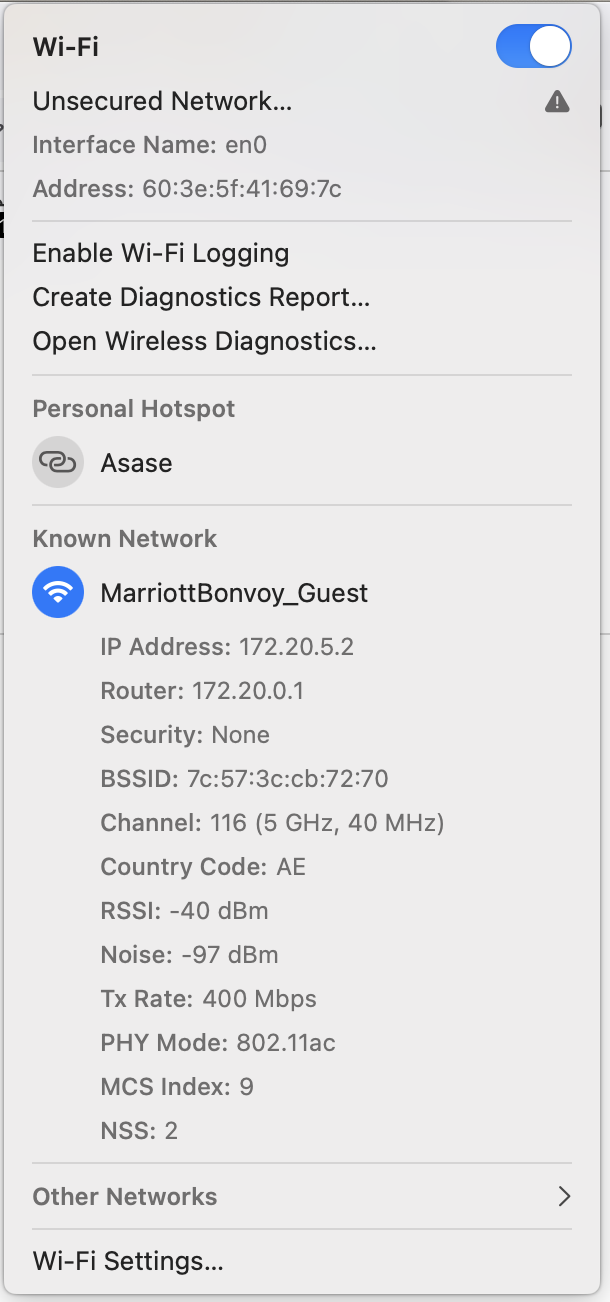 Wi-Fi
Unsecured Network...
Interface Name: en0
Address: 60:3e:5f:41:69:7c
Enable Wi-Fi Logging
Create Diagnostics Report...
Open Wireless Diagnostics...
Personal Hotspot
Asase
Known Network
MarriottBonvoy_Guest
IP Address: 172.20.5.2
Router: 172.20.0.1
Security: None
BSSID: 7c:57:3c:cb:72:70
Channel: 116 (5 GHz, 40 MHz)
Country Code: AE
RSSI: -40 dBm
Noise: -97 dBm
Tx Rate: 400 Mbps
PHY Mode: 802.11ac
MCS Index: 9
NSS: 2
Other Networks
Wi-Fi Settings...